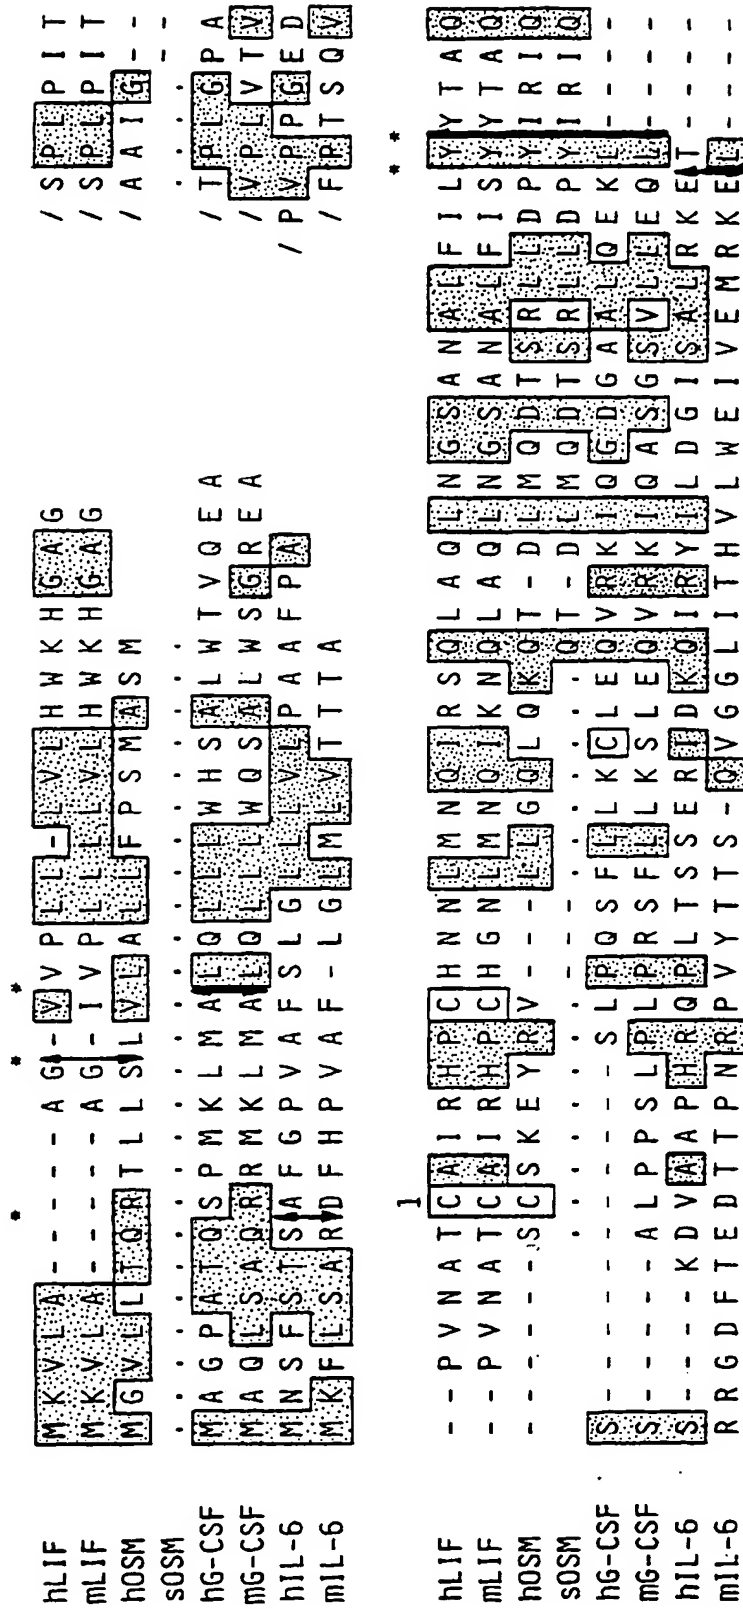 * * *
hLIF M K V L A - - - - - A G - V V P L L - L V L H W K H G A G / S P L P I T
mLIF M K V L A - - - - - A G - I V P L L L L V L H W K H G A G / S P L P I T
hOSM M G V L L T Q R T L L S L V L A L L F P S M A S M / A A I G - -
sOSM . . . . . . . . . . . . . . . . . . . . . . . . . . . . . - -
hG-CSF M A G P A T Q S P M K L M A L Q L L L W H S A L W T V Q E A / T P L G P A
mG-CSF M A Q L S A Q R R M K L M A L Q L L L W Q S A L W S G R E A / V P L V T V
hIL-6 M N S F S T S A F G P V A F S L G L L L V L P A A F P A / P V P P G E D
mIL-6 M K F L S A R D F H P V A F - L G L M L V T T T A / F P T S Q V
1 * *
hLIF - - P V N A T C A I R H P C H N N L M N Q I R S Q L A Q L N G S A N A L F I L Y Y T A Q
mLIF - - P V N A T C A I R H P C H G N L M N Q I K N Q L A Q L N G S A N A L F I S Y Y T A Q
hOSM - - - - - - S C S K E Y R V - - - L L G Q L Q K Q T - D L M Q D T S R L L D P Y I R I Q
sOSM . . . . . . . . . . - - . . . . . . Q T - D L M Q D T S R L L D P Y I R I Q
hG-CSF S - - - - - - - - - - - S L P Q S F L L K C L E Q V R K I Q G D G A A L Q E K L - - - -
mG-CSF S - - - - - A L P P S L P L P R S F L L K S L E Q V R K I Q A S G S V L L E Q L - - - -
hIL-6 S - - - - K D V A A P H R Q P L T S S E R I D K Q I R Y I L D G I S A L R K E T - - - -
mIL-6 R R G D F T E D T T P N R P V Y T T S - Q V G G L I T H V L W E I V E M R K E L - - - -